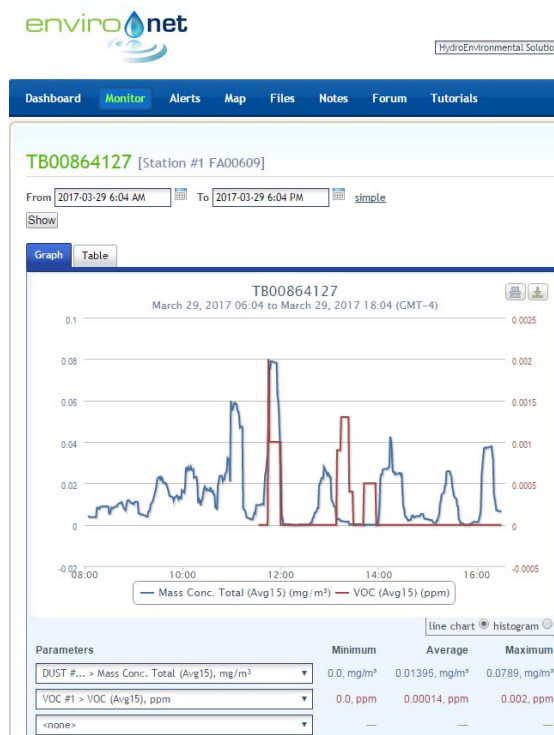 environet
HydroEnvironmental Solutio
Dashboard Monitor Alerts Map Files Notes Forum Tutorials
TB00864127 [Station #1 FA00609]
From 2017-03-29 6:04 AM To 2017-03-29 6:04 PM simple
Show
Graph Table
TB00864127
March 29, 2017 06:04 to March 29, 2017 18:04 (GMT-4)
0.1 0.0025
0.08 0.002
0.06 0.0015
0.04 0.001
0.02 0.0005
0 0
-0.02 -0.0005
08:00 10:00 12:00 14:00 16:00
Mass Conc. Total (Avg15) (mg/m³) VOC (Avg15) (ppm)
line chart histogram
Parameters Minimum Average Maximum
DUST #... > Mass Conc. Total (Avg15), mg/m³ 0.0, mg/m³ 0.01395, mg/m³ 0.0789, mg/m³
VOC #1 > VOC (Avg15), ppm 0.0, ppm 0.00014, ppm 0.002, ppm
<none> — — —